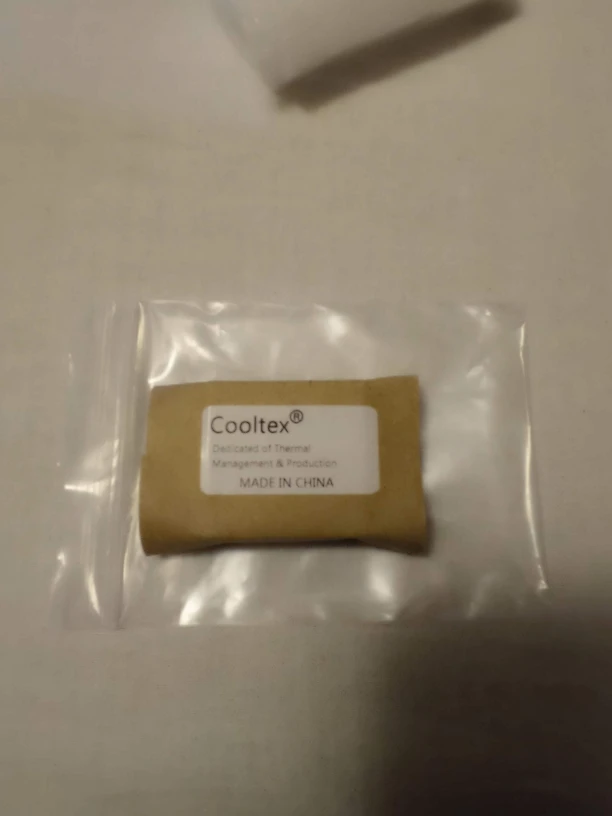 Cooltex®
Dedicated of Thermal
Management & Production
MADE IN CHINA